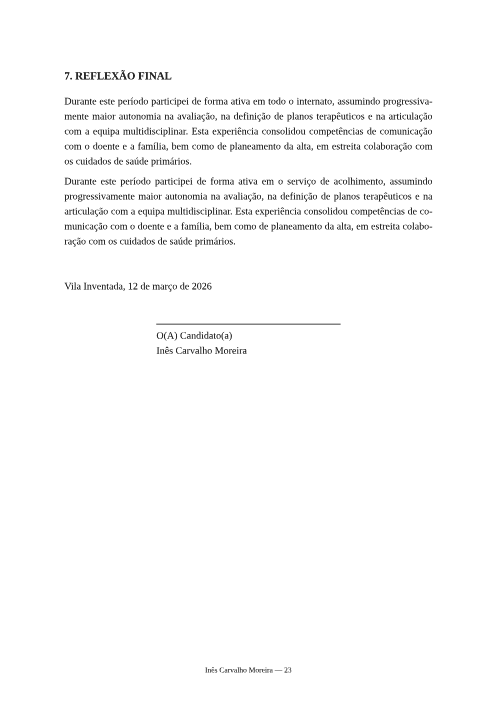 7. REFLEXÃO FINAL
Durante este período participei de forma ativa em todo o internato, assumindo progressiva-
mente maior autonomia na avaliação, na definição de planos terapêuticos e na articulação
com a equipa multidisciplinar. Esta experiência consolidou competências de comunicação
com o doente e a família, bem como de planeamento da alta, em estreita colaboração com
os cuidados de saúde primários.
Durante este período participei de forma ativa em o serviço de acolhimento, assumindo
progressivamente maior autonomia na avaliação, na definição de planos terapêuticos e na
articulação com a equipa multidisciplinar. Esta experiência consolidou competências de co-
municação com o doente e a família, bem como de planeamento da alta, em estreita colabo-
ração com os cuidados de saúde primários.
Vila Inventada, 12 de março de 2026
O(A) Candidato(a)
Inês Carvalho Moreira
Inês Carvalho Moreira — 23